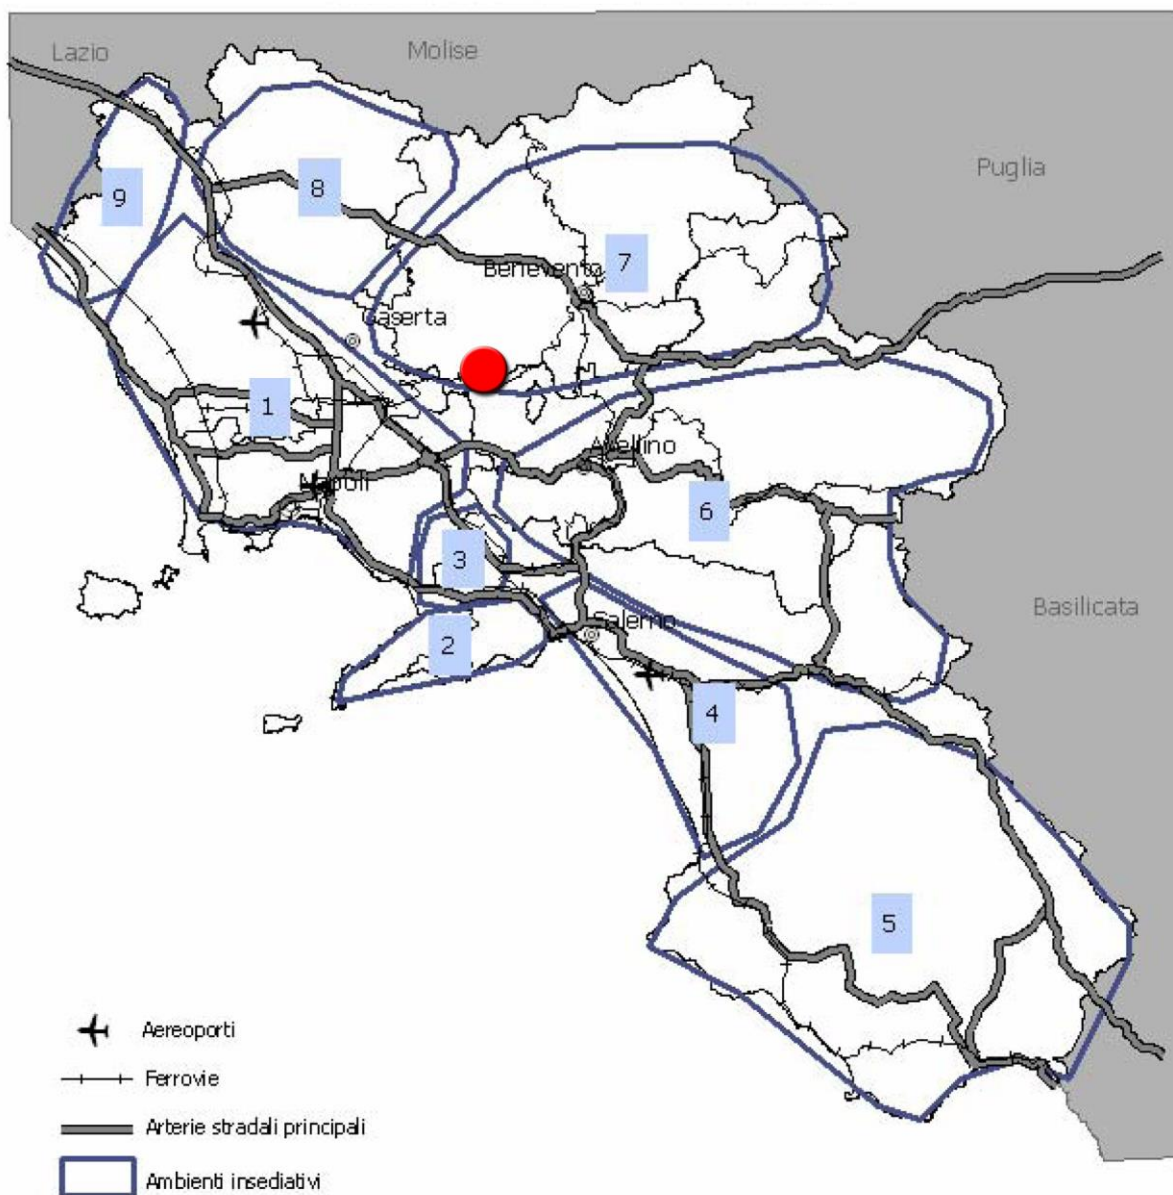 Lazio
Molise
Puglia
9
8
7
Benevento
Caserta
1
Avellino
Napoli
6
3
Basilicata
Salerno
2
4
5
Aereoporti
Ferrovie
Arterie stradali principali
Ambienti insediativi